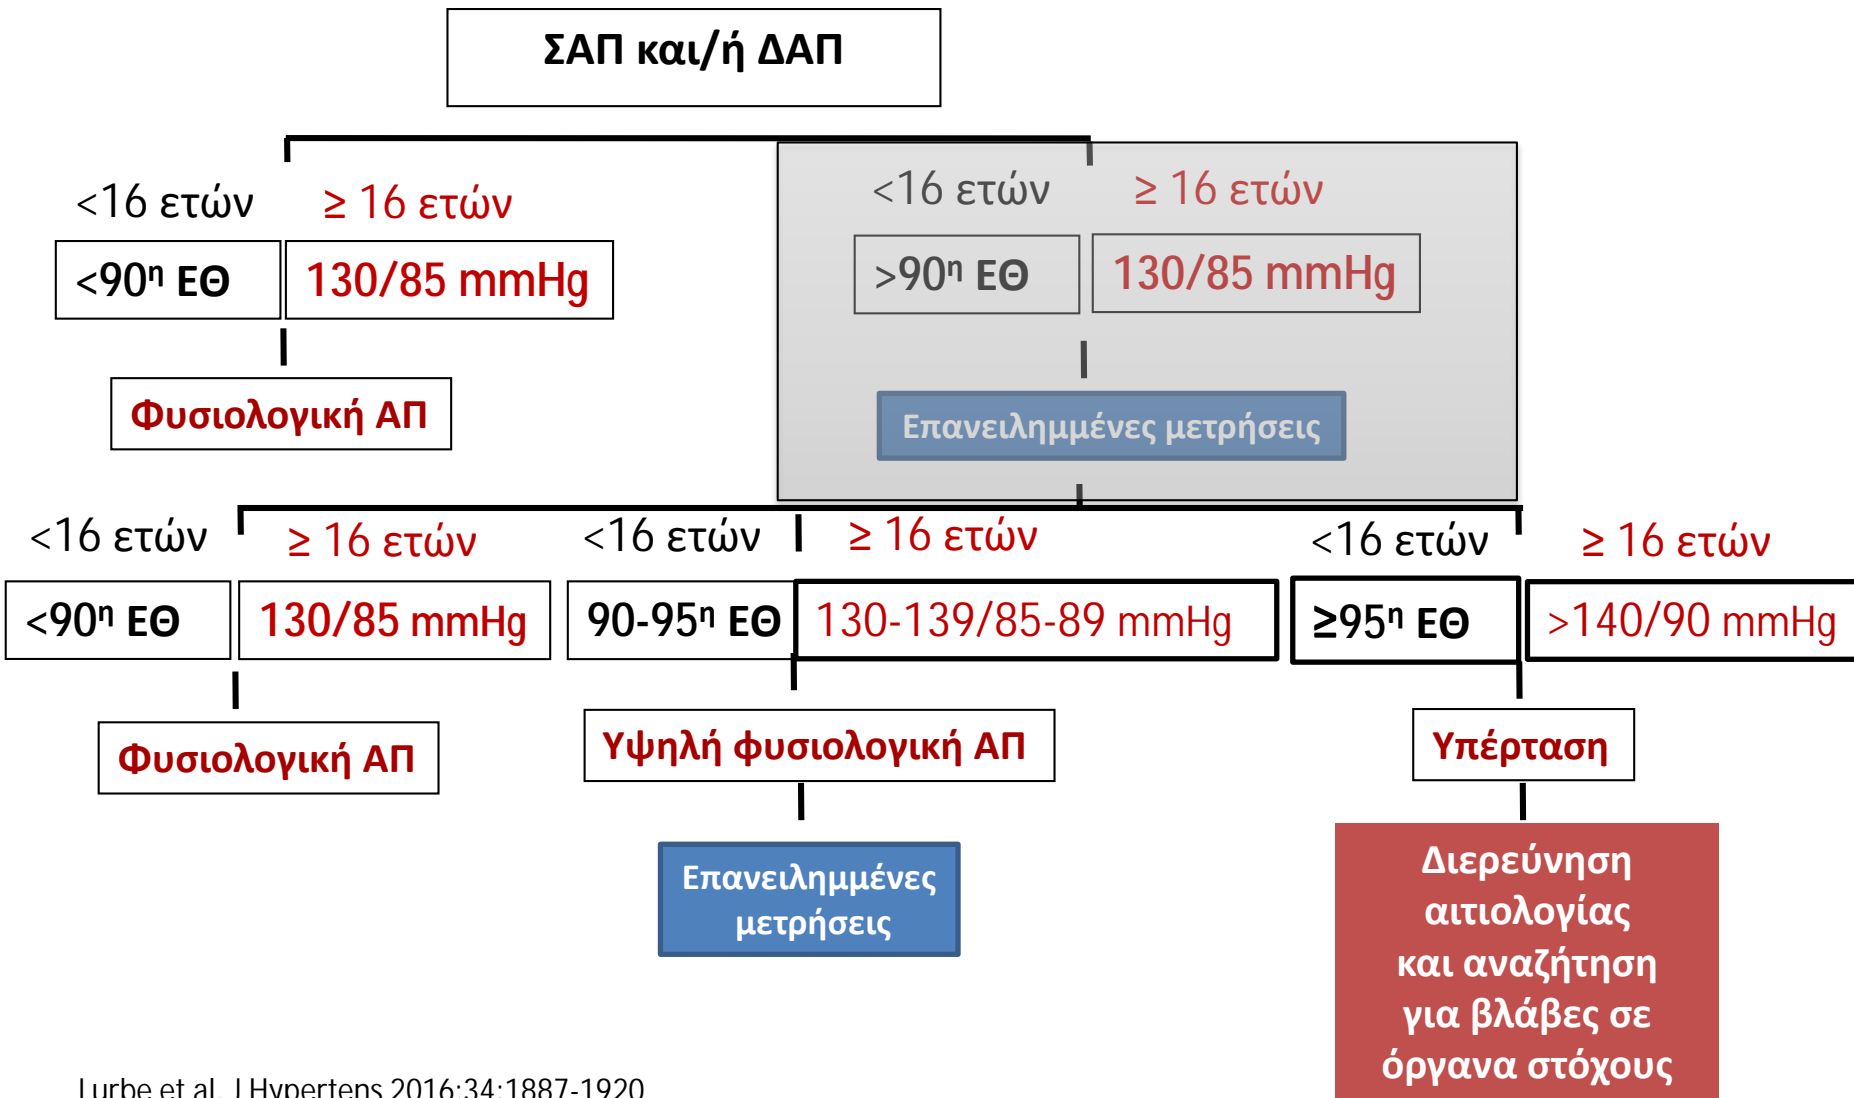 ΣΑΠ και/ή ΔΑΠ
<16 ετών ≥ 16 ετών <16 ετών ≥ 16 ετών
<90η ΕΘ 130/85 mmHg >90η ΕΘ 130/85 mmHg
Φυσιολογική ΑΠ Επανειλημμένες μετρήσεις
<16 ετών ≥ 16 ετών <16 ετών ≥ 16 ετών <16 ετών ≥ 16 ετών
<90η ΕΘ 130/85 mmHg 90-95η ΕΘ 130-139/85-89 mmHg ≥95η ΕΘ >140/90 mmHg
Φυσιολογική ΑΠ Υψηλή φυσιολογική ΑΠ Υπέρταση
Επανειλημμένες
μετρήσεις
Διερεύνηση
αιτιολογίας
και αναζήτηση
για βλάβες σε
όργανα στόχους
Lurbe et al. J Hypertens 2016;34:1887-1920